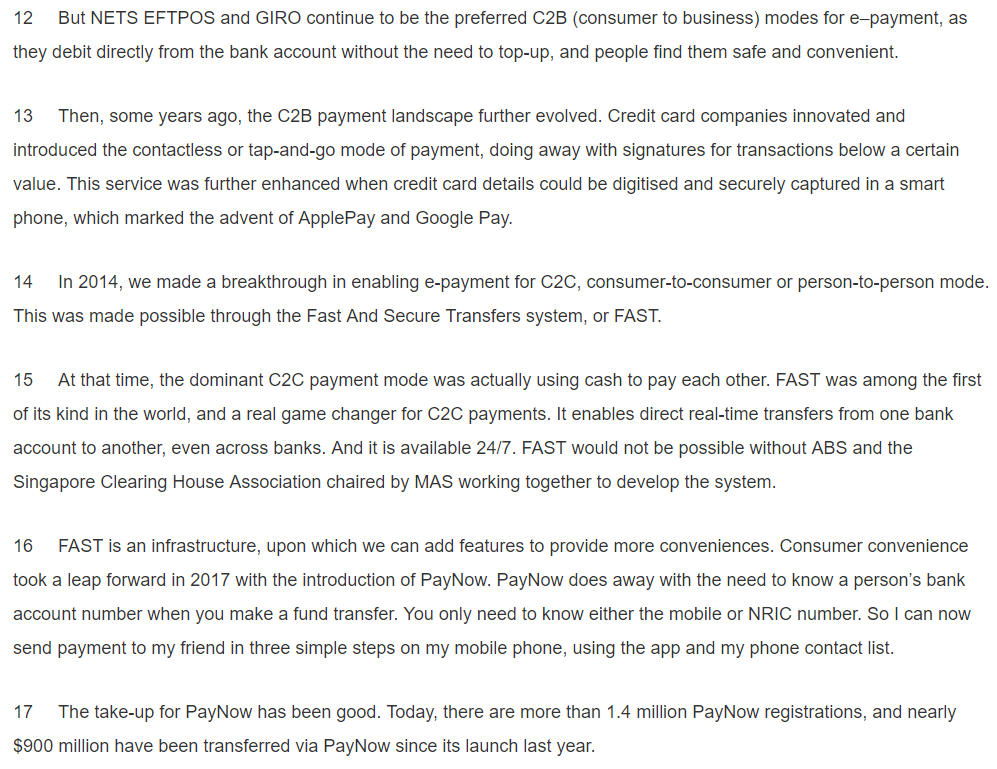 12 But NETS EFTPOS and GIRO continue to be the preferred C2B (consumer to business) modes for e–payment, as
they debit directly from the bank account without the need to top-up, and people find them safe and convenient.
13 Then, some years ago, the C2B payment landscape further evolved. Credit card companies innovated and
introduced the contactless or tap-and-go mode of payment, doing away with signatures for transactions below a certain
value. This service was further enhanced when credit card details could be digitised and securely captured in a smart
phone, which marked the advent of ApplePay and Google Pay.
14 In 2014, we made a breakthrough in enabling e-payment for C2C, consumer-to-consumer or person-to-person mode.
This was made possible through the Fast And Secure Transfers system, or FAST.
15 At that time, the dominant C2C payment mode was actually using cash to pay each other. FAST was among the first
of its kind in the world, and a real game changer for C2C payments. It enables direct real-time transfers from one bank
account to another, even across banks. And it is available 24/7. FAST would not be possible without ABS and the
Singapore Clearing House Association chaired by MAS working together to develop the system.
16 FAST is an infrastructure, upon which we can add features to provide more conveniences. Consumer convenience
took a leap forward in 2017 with the introduction of PayNow. PayNow does away with the need to know a person’s bank
account number when you make a fund transfer. You only need to know either the mobile or NRIC number. So I can now
send payment to my friend in three simple steps on my mobile phone, using the app and my phone contact list.
17 The take-up for PayNow has been good. Today, there are more than 1.4 million PayNow registrations, and nearly
$900 million have been transferred via PayNow since its launch last year.